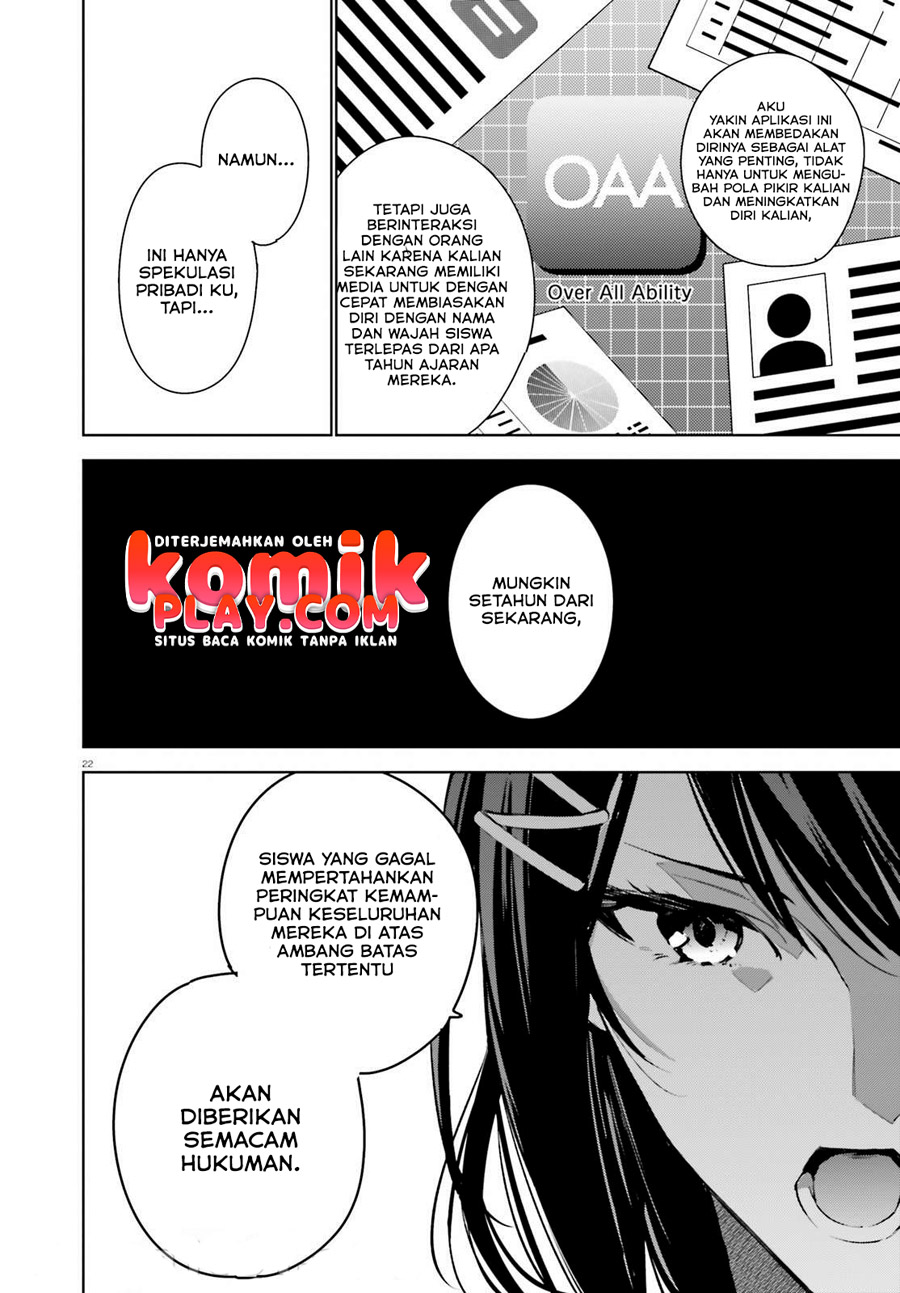 AKU
YAKIN APLIKASI INI
AKAN MEMBEDAKAN
DIRINYA SEBAGAI ALAT
YANG PENTING, TIDAK
HANYA UNTUK MENGU-
BAH POLA PIKIR KALIAN
DAN MENINGKATKAN
DIRI KALIAN,
OAA
Over All Ability
TETAPI JUGA
BERINTERAKSI
DENGAN ORANG
LAIN KARENA KALIAN
SEKARANG MEMILIKI
MEDIA UNTUK DENGAN
CEPAT MEMBIASAKAN
DIRI DENGAN NAMA
DAN WAJAH SISWA
TERLEPAS DARI APA
TAHUN AJARAN
MEREKA.
NAMUN...
INI HANYA
SPEKULASI
PRIBADI KU,
TAPI...
MUNGKIN
SETAHUN DARI
SEKARANG,
DITERJEMAHKAN OLEH
komik
PLAY.COM
SITUS BACA KOMIK TANPA IKLAN
22
SISWA YANG GAGAL
MEMPERTAHANKAN
PERINGKAT KEMAM-
PUAN KESELURUHAN
MEREKA DI ATAS
AMBANG BATAS
TERTENTU
AKAN
DIBERIKAN
SEMACAM
HUKUMAN.